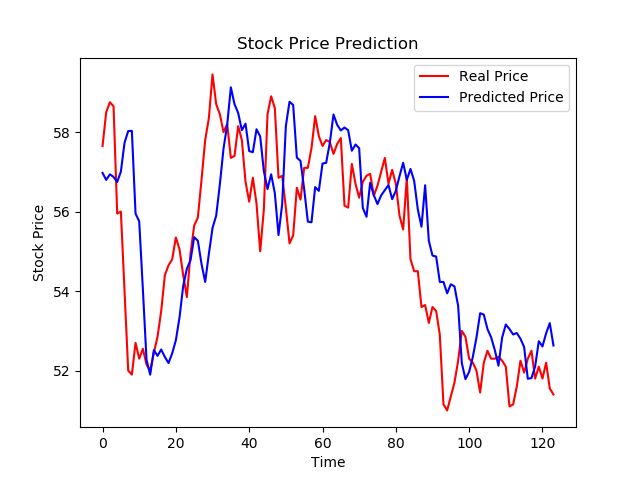 Stock Price Prediction
Real Price
Predicted Price
58
56
54
52
Stock Price
0 20 40 60 80 100 120
Time